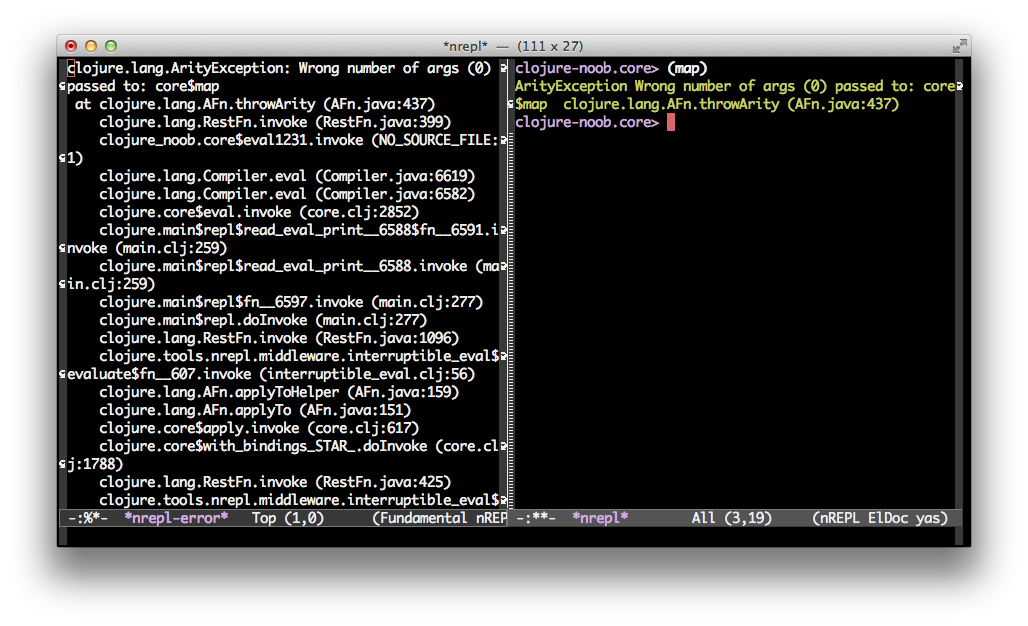 *nrepl* — (111 x 27)
clojure.lang.ArityException: Wrong number of args (0)
passed to: core$map
at clojure.lang.AFn.throwArity (AFn.java:437)
clojure.lang.RestFn.invoke (RestFn.java:399)
clojure_noob.core$eval1231.invoke (NO_SOURCE_FILE:
1)
clojure.lang.Compiler.eval (Compiler.java:6619)
clojure.lang.Compiler.eval (Compiler.java:6582)
clojure.core$eval.invoke (core.clj:2852)
clojure.main$repl$read_eval_print__6588$fn__6591.i
nvoke (main.clj:259)
clojure.main$repl$read_eval_print__6588.invoke (ma
in.clj:259)
clojure.main$repl$fn__6597.invoke (main.clj:277)
clojure.main$repl.doInvoke (main.clj:277)
clojure.lang.RestFn.invoke (RestFn.java:1096)
clojure.tools.nrepl.middleware.interruptible_eval$
evaluate$fn__607.invoke (interruptible_eval.clj:56)
clojure.lang.AFn.applyToHelper (AFn.java:159)
clojure.lang.AFn.applyTo (AFn.java:151)
clojure.core$apply.invoke (core.clj:617)
clojure.core$with_bindings_STAR_.doInvoke (core.cl
j:1788)
clojure.lang.RestFn.invoke (RestFn.java:425)
clojure.tools.nrepl.middleware.interruptible_eval$
-:%*- *nrepl-error* Top (1,0) (Fundamental nREP
clojure-noob.core> (map)
ArityException Wrong number of args (0) passed to: core
$map clojure.lang.AFn.throwArity (AFn.java:437)
clojure-noob.core>
-:**- *nrepl* All (3,19) (nREPL ElDoc yas)